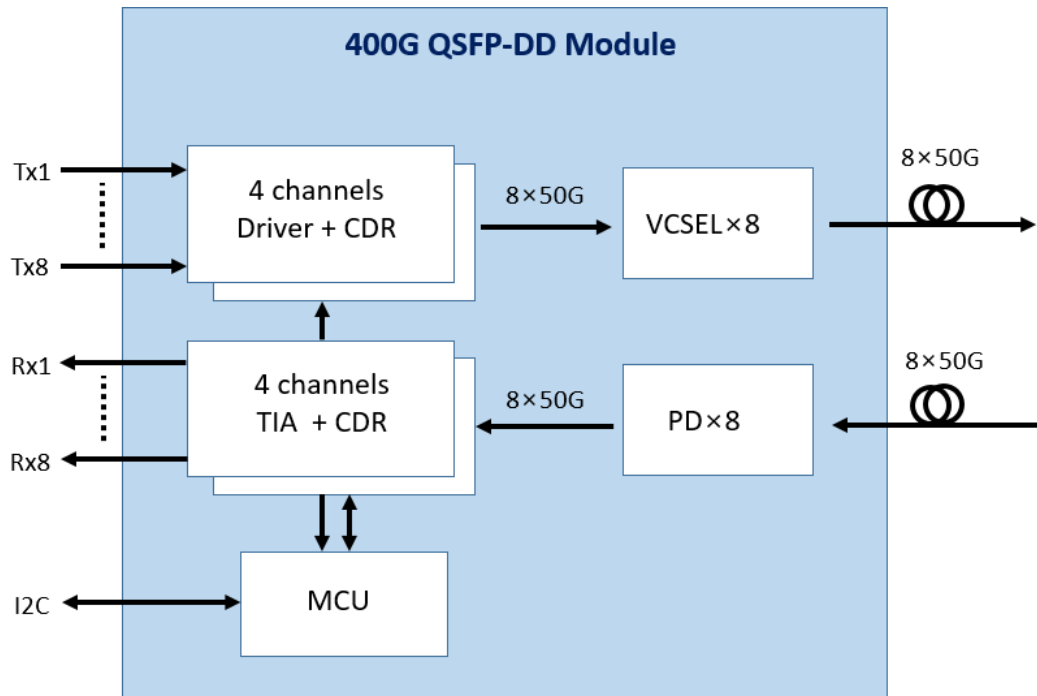 400G QSFP-DD Module
Tx1
Tx8
4 channels
Driver + CDR
8×50G
VCSEL×8
8×50G
Rx1
Rx8
4 channels
TIA + CDR
8×50G
PD×8
8×50G
I2C
MCU